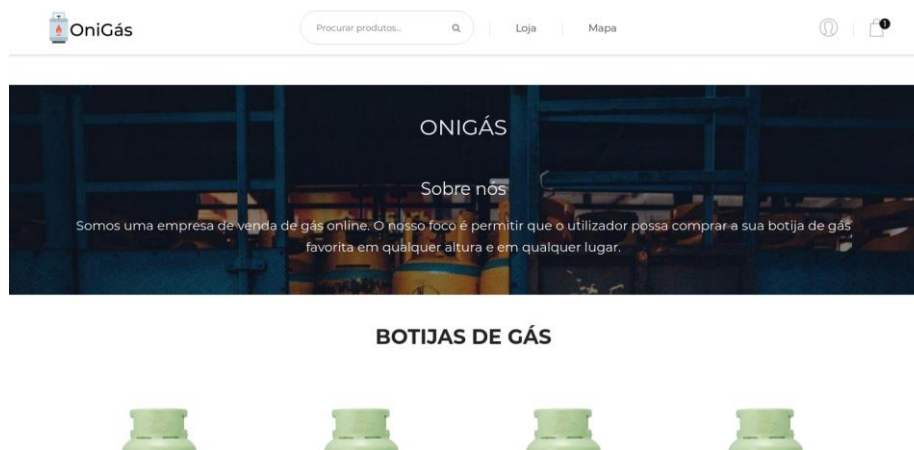 OniGás
Procurar produtos...
Loja
Mapa
1
ONIGÁS
Sobre nós
Somos uma empresa de venda de gás online. O nosso foco é permitir que o utilizador possa comprar a sua botija de gás
favorita em qualquer altura e em qualquer lugar.
BOTIJAS DE GÁS